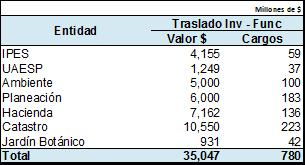 Millones de $
Entidad Traslado Inv - Func
Valor $ Cargos
IPES 4,155 59
UAESP 1,249 37
Ambiente 5,000 100
Planeación 6,000 183
Hacienda 7,162 136
Catastro 10,550 223
Jardín Botánico 931 42
Total 35,047 780